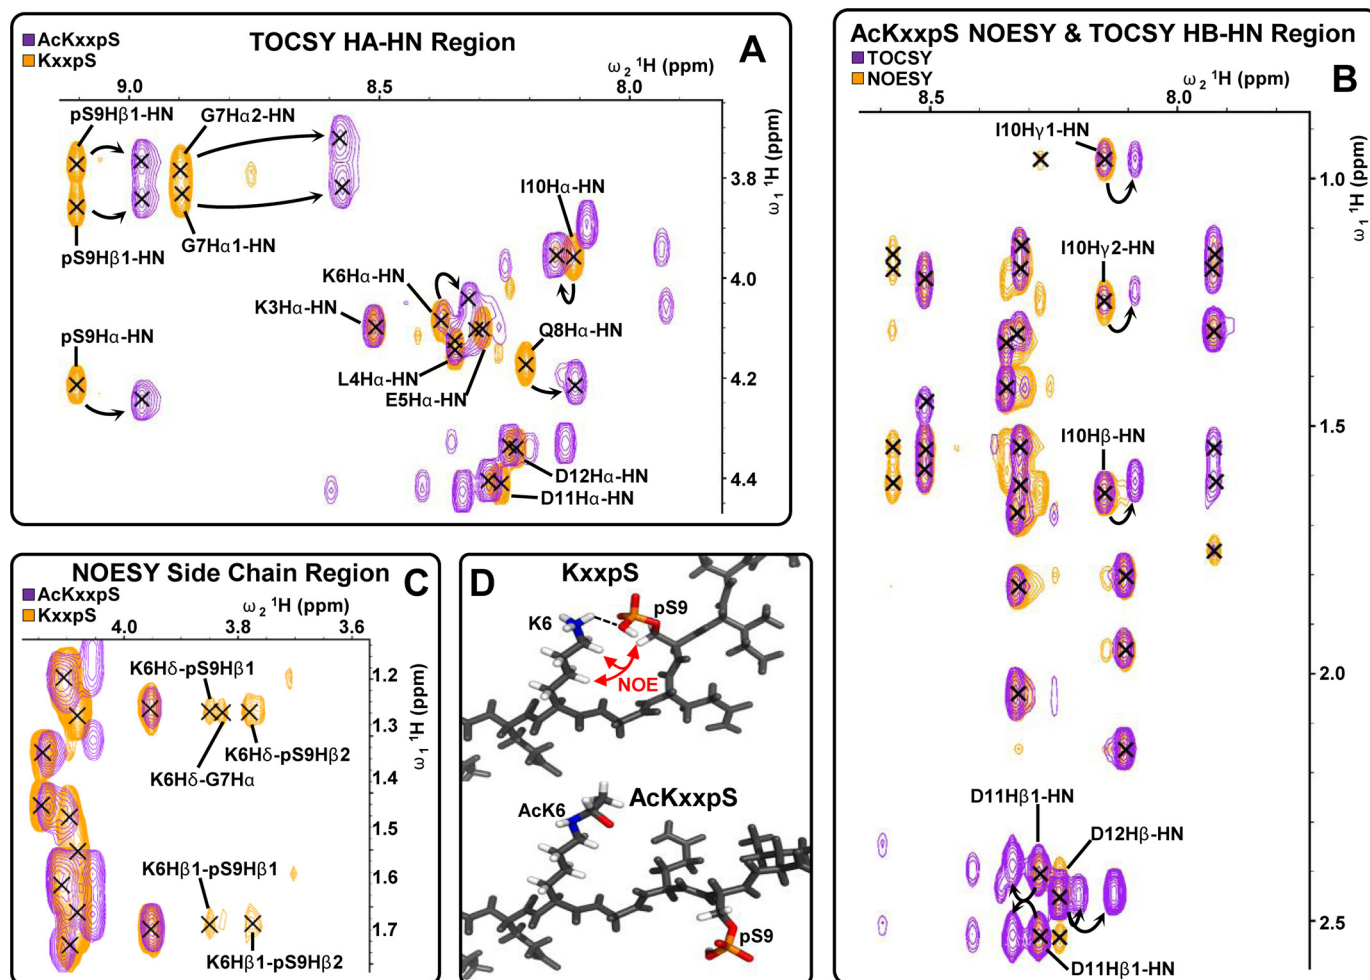 AcKxxpS
KxxpS
TOCSY HA-HN Region
A
ω₂ ¹H (ppm)
9.0
8.5
8.0
pS9Hβ1-HN
G7Hα2-HN
ω₁ ¹H (ppm)
3.8
I10Hα-HN
G7Hα1-HN
pS9Hβ1-HN
K6Hα-HN
4.0
K3Hα-HN
Q8Hα-HN
pS9Hα-HN
L4Hα-HN
4.2
E5Hα-HN
D12Hα-HN
4.4
D11Hα-HN
AcKxxpS NOESY & TOCSY HB-HN Region
TOCSY
NOESY
B
ω₂ ¹H (ppm)
8.5
8.0
I10Hγ1-HN
ω₁ ¹H (ppm)
1.0
I10Hγ2-HN
1.5
I10Hβ-HN
2.0
D11Hβ1-HN
D12Hβ-HN
2.5
D11Hβ1-HN
NOESY Side Chain Region
C
AcKxxpS
KxxpS
ω₂ ¹H (ppm)
4.0
3.8
3.6
K6Hδ-pS9Hβ1
1.2
1.3
K6Hδ-pS9Hβ2
K6Hδ-G7Hα
ω₁ ¹H (ppm)
1.4
1.5
K6Hβ1-pS9Hβ1
1.6
1.7
K6Hβ1-pS9Hβ2
D
KxxpS
pS9
K6
NOE
AcKxxpS
AcK6
pS9